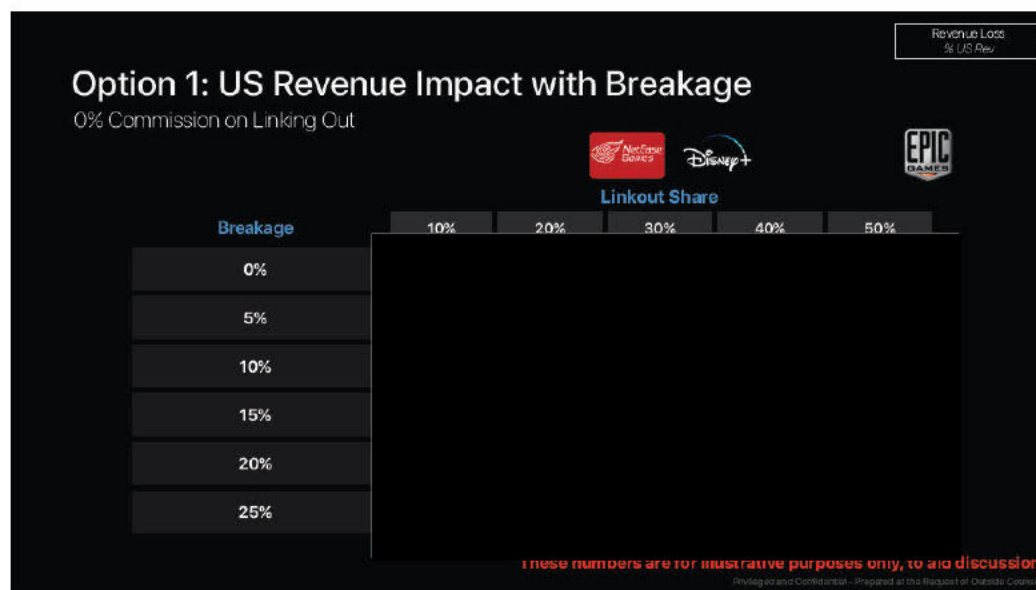 Revenue Loss
% US Rev
Option 1: US Revenue Impact with Breakage
0% Commission on Linking Out
NetEase Games
Disney+
EPIC GAMES
Linkout Share
Breakage 10% 20% 30% 40% 50%
0%
5%
10%
15%
20%
25%
These numbers are for illustrative purposes only, to aid discussion
Privileged and Confidential - Prepared at the Request of Outside Counsel